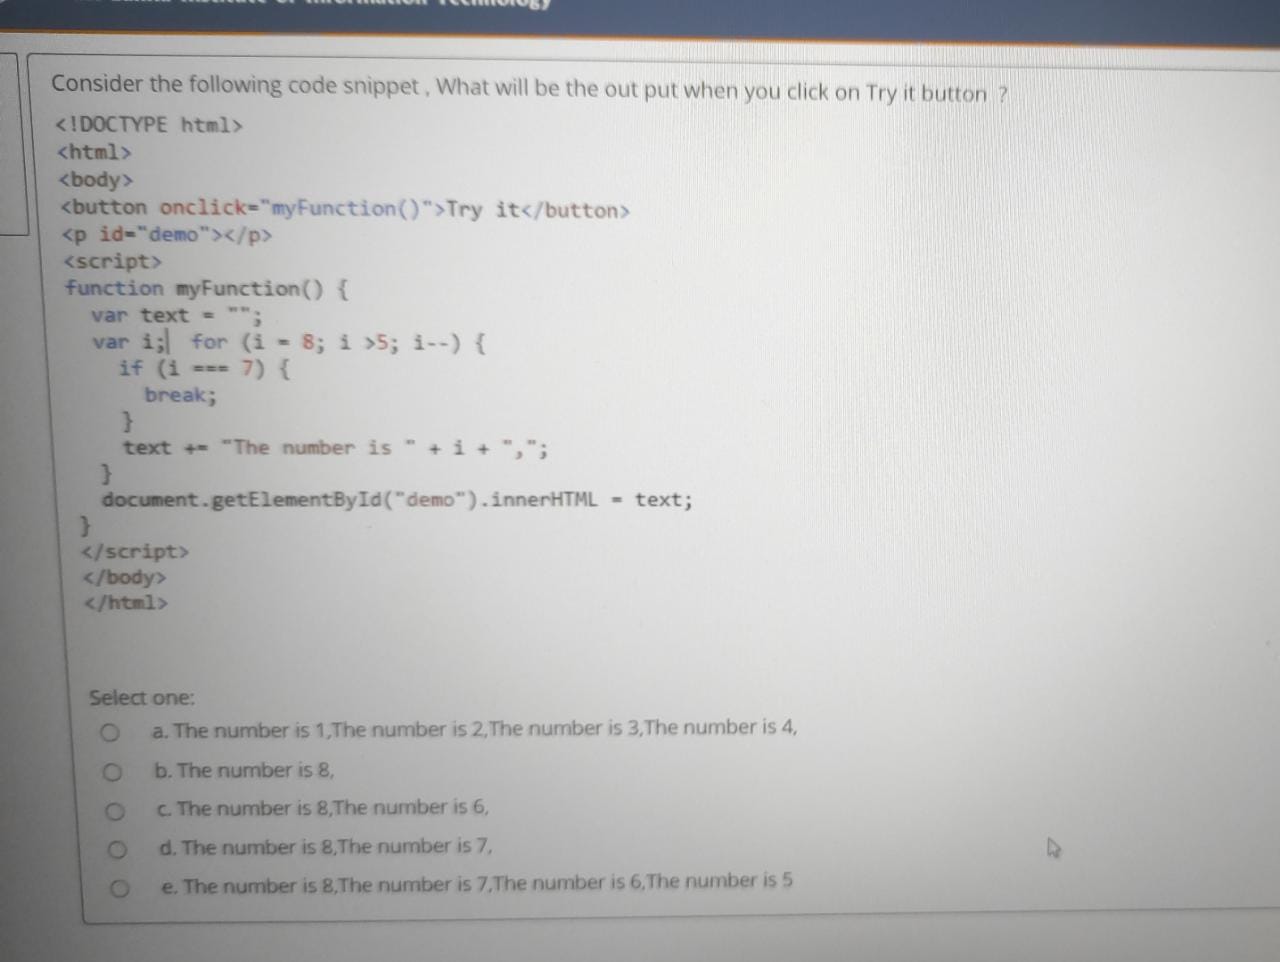 Institute of Information Technology
Consider the following code snippet , What will be the out put when you click on Try it button ?
<!DOCTYPE html>
<html>
<body>
<button onclick="myFunction()">Try it</button>
<p id="demo"></p>
<script>
function myFunction() {
var text = "";
var i; for (i = 8; i >5; i--) {
if (i === 7) {
break;
}
text += "The number is " + i + ",";
}
document.getElementById("demo").innerHTML = text;
}
</script>
</body>
</html>
Select one:
a. The number is 1,The number is 2,The number is 3,The number is 4,
b. The number is 8,
c. The number is 8,The number is 6,
d. The number is 8,The number is 7,
e. The number is 8,The number is 7,The number is 6,The number is 5